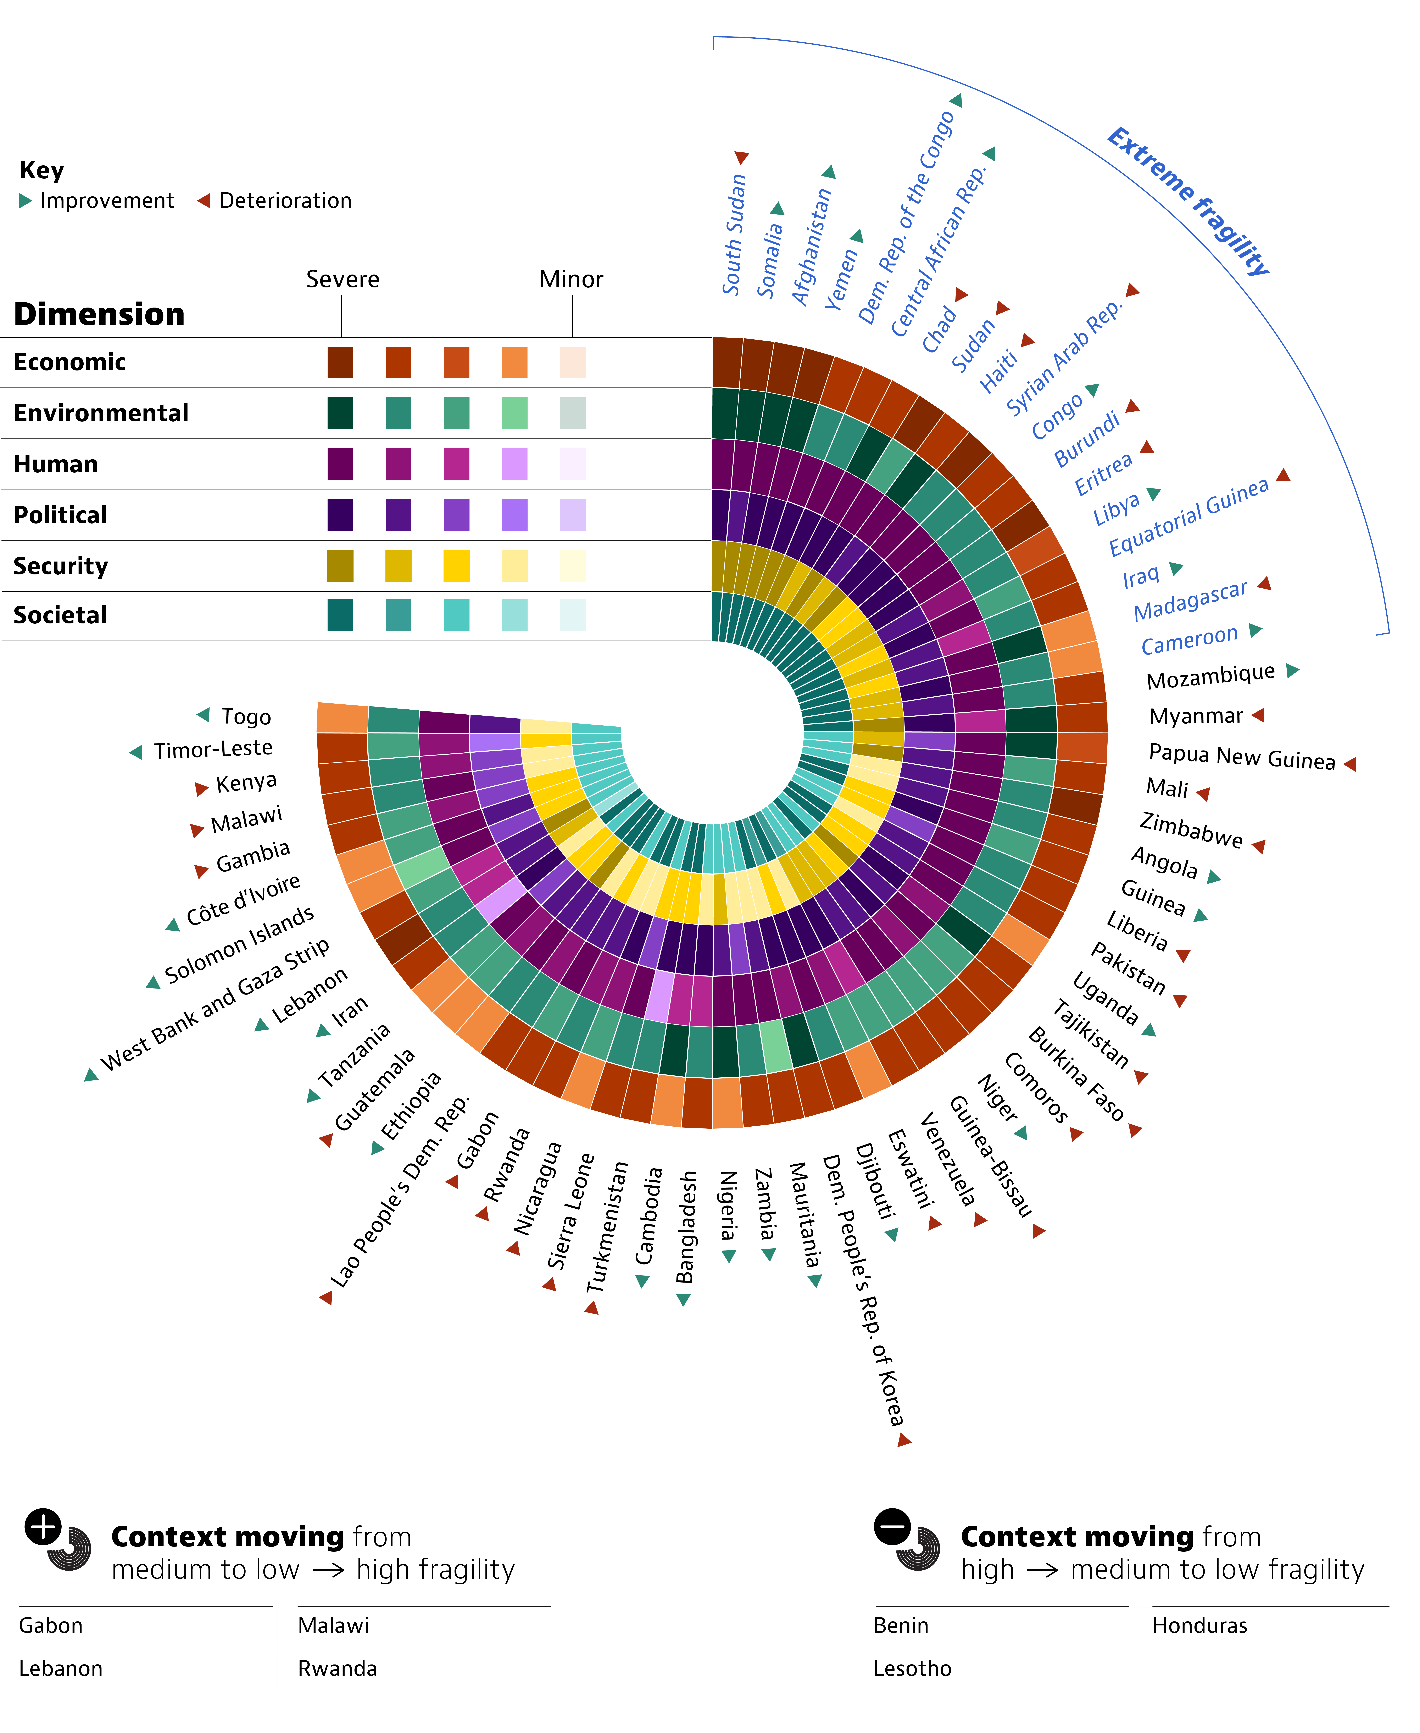 Key
Improvement
Deterioration
Severe
Minor
Dimension
Economic
Environmental
Human
Political
Security
Societal
Extreme fragility
South Sudan
Somalia
Afghanistan
Yemen
Dem. Rep. of the Congo
Central African Rep.
Chad
Sudan
Haiti
Syrian Arab Rep.
Congo
Burundi
Eritrea
Libya
Equatorial Guinea
Iraq
Madagascar
Cameroon
Mozambique
Myanmar
Papua New Guinea
Mali
Zimbabwe
Angola
Guinea
Liberia
Pakistan
Uganda
Tajikistan
Burkina Faso
Comoros
Niger
Guinea-Bissau
Venezuela
Eswatini
Djibouti
Dem. People's Rep. of Korea
Mauritania
Zambia
Nigeria
Bangladesh
Cambodia
Turkmenistan
Sierra Leone
Nicaragua
Rwanda
Gabon
Lao People's Dem. Rep.
Ethiopia
Guatemala
Tanzania
Iran
Lebanon
West Bank and Gaza Strip
Solomon Islands
Côte d'Ivoire
Gambia
Malawi
Kenya
Timor-Leste
Togo
Context moving from
medium to low → high fragility
Gabon
Malawi
Lebanon
Rwanda
Context moving from
high → medium to low fragility
Benin
Honduras
Lesotho